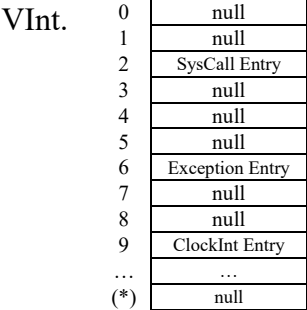 VInt.
0 null
1 null
2 SysCall Entry
3 null
4 null
5 null
6 Exception Entry
7 null
8 null
9 ClockInt Entry
… …
(*) null